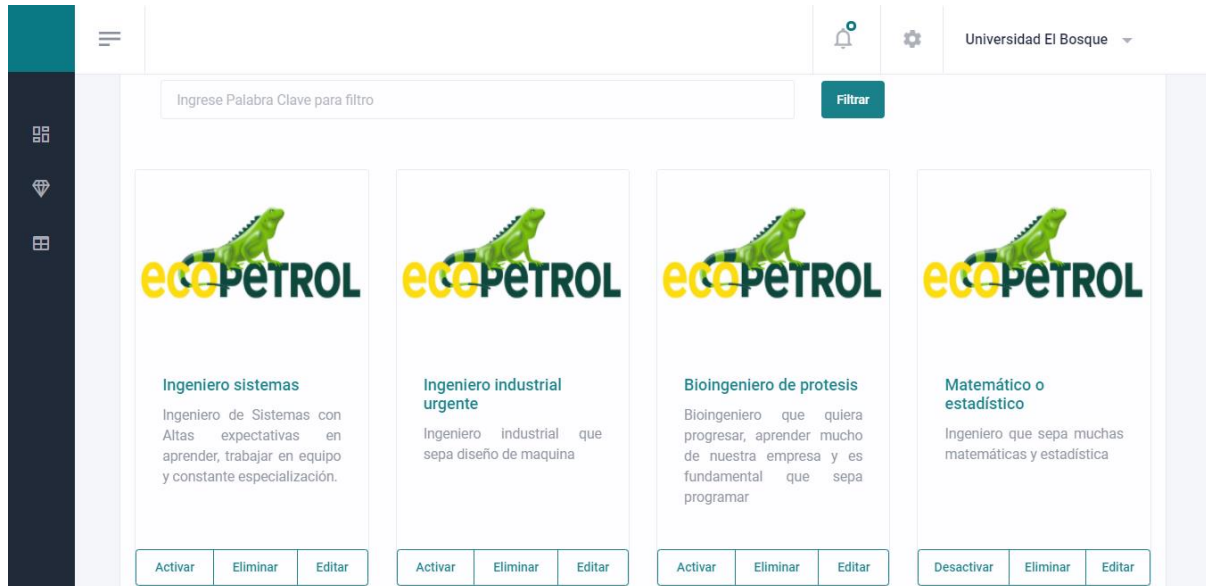 Universidad El Bosque
Ingrese Palabra Clave para filtro
Filtrar
ecopetrol
Ingeniero sistemas
Ingeniero de Sistemas con
Altas expectativas en
aprender, trabajar en equipo
y constante especialización.
Activar Eliminar Editar
ecopetrol
Ingeniero industrial
urgente
Ingeniero industrial que
sepa diseño de maquina
Activar Eliminar Editar
ecopetrol
Bioingeniero de protesis
Bioingeniero que quiera
progresar, aprender mucho
de nuestra empresa y es
fundamental que sepa
programar
Activar Eliminar Editar
ecopetrol
Matemático o
estadístico
Ingeniero que sepa muchas
matemáticas y estadística
Desactivar Eliminar Editar